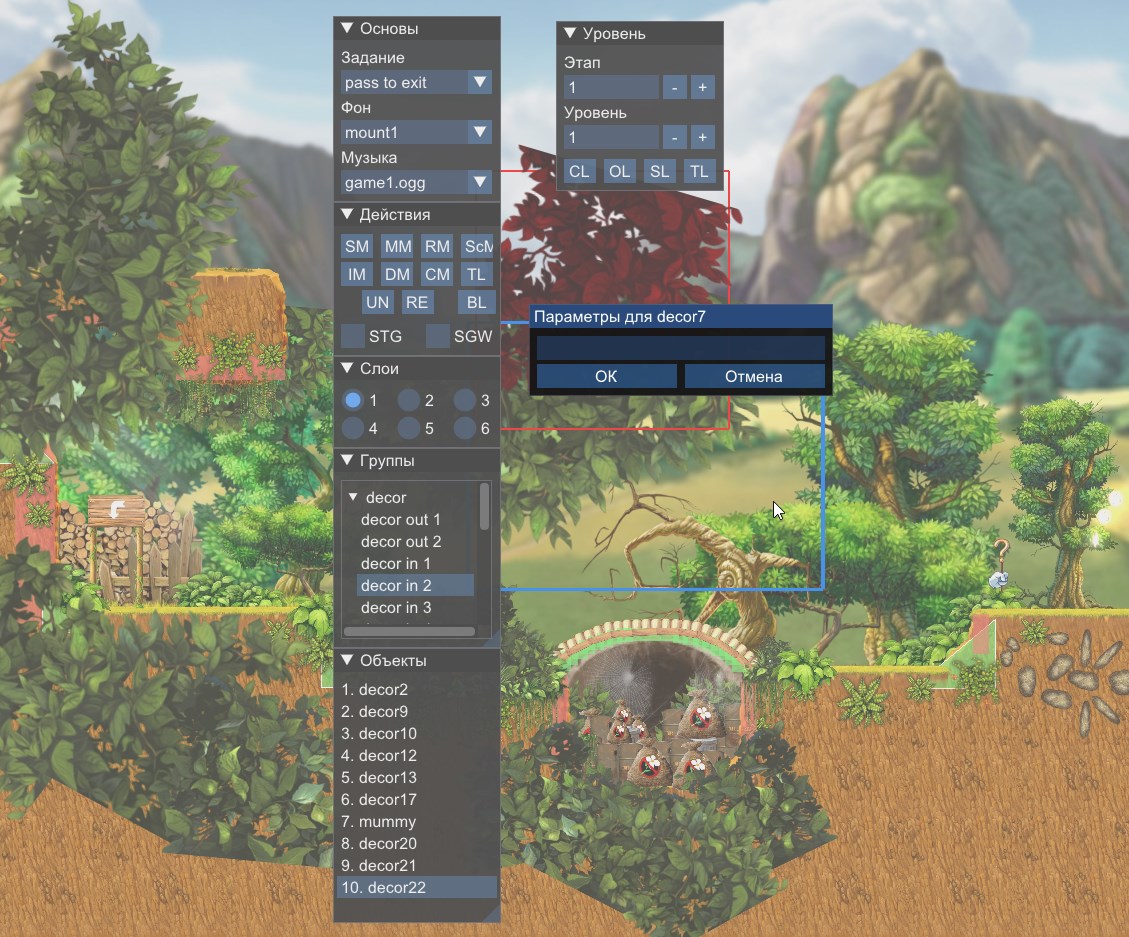 Основы
Задание
pass to exit
Фон
mount1
Музыка
game1.ogg
Действия
SM MM RM ScM
IM DM CM TL
UN RE BL
STG SGW
Слои
1 2 3
4 5 6
Группы
decor
decor out 1
decor out 2
decor in 1
decor in 2
decor in 3
Объекты
1. decor2
2. decor9
3. decor10
4. decor12
5. decor13
6. decor17
7. mummy
8. decor20
9. decor21
10. decor22
Уровень
Этап
1 - +
Уровень
1 - +
CL OL SL TL
Параметры для decor7
ОК Отмена